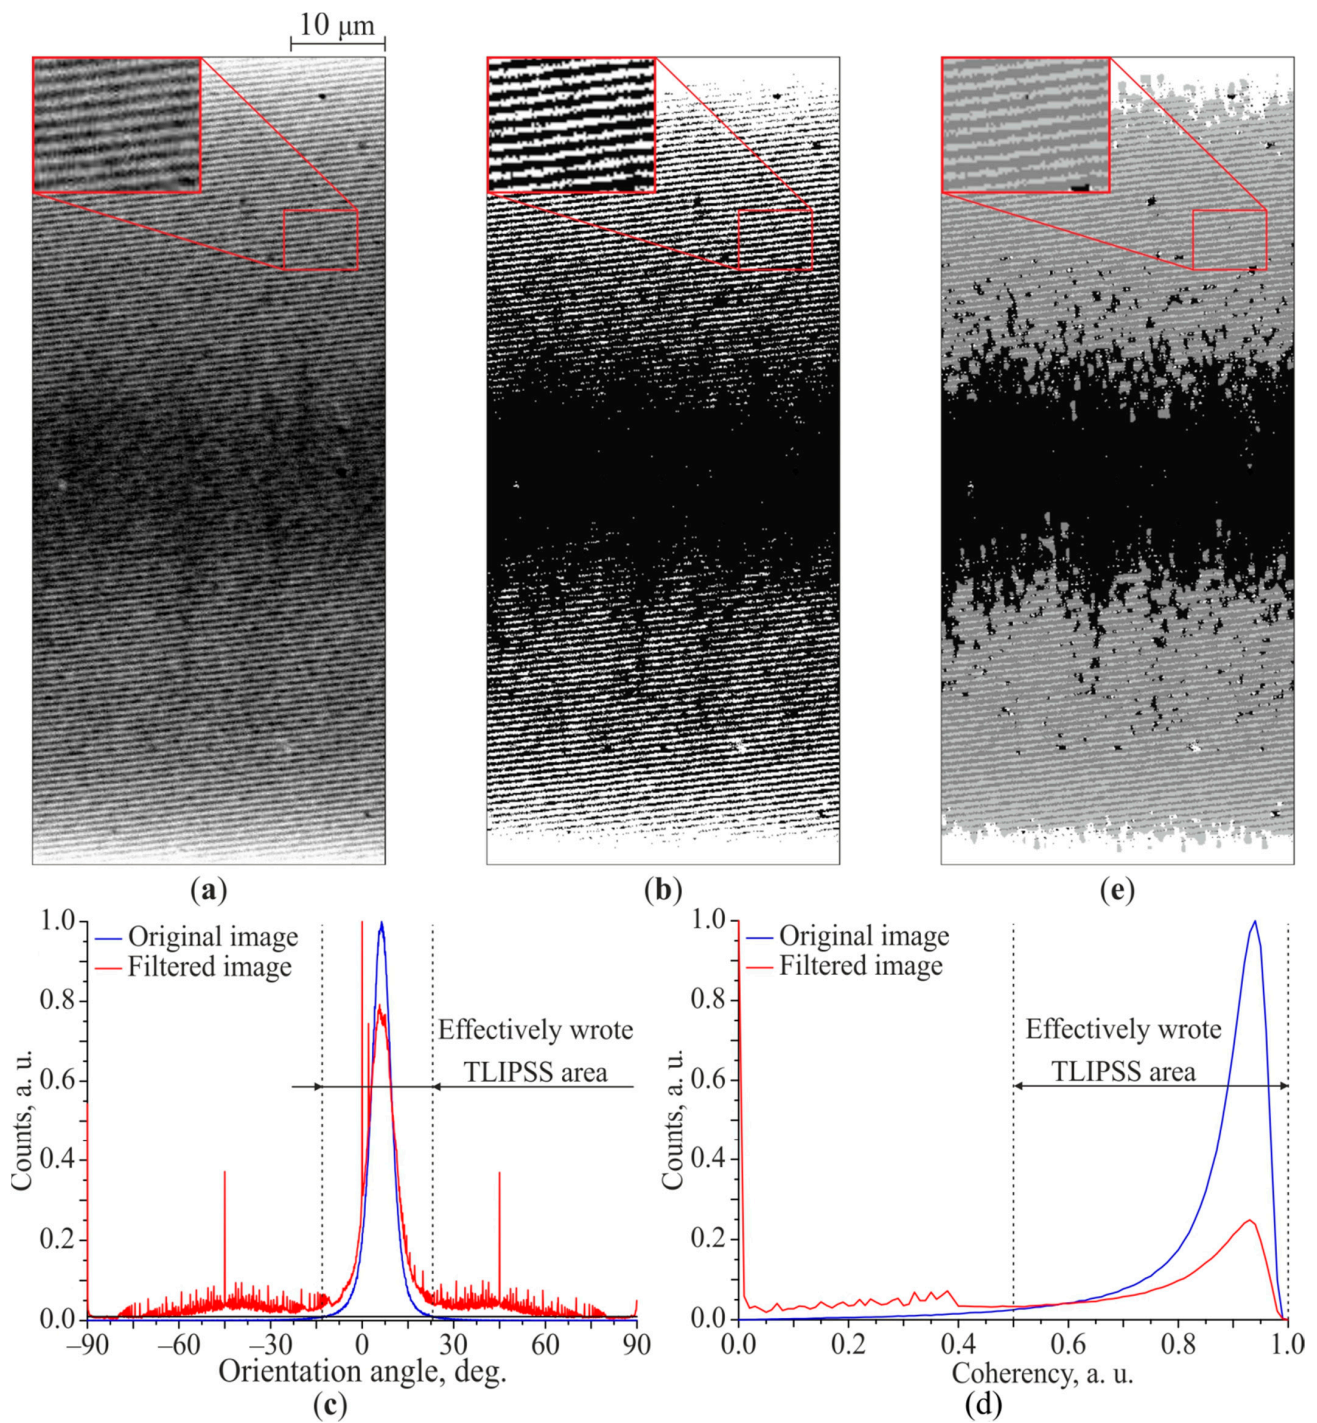 10 μm
(a)
(b)
(e)
1.0
0.8
0.6
0.4
0.2
0.0
Counts, a. u.
Original image
Filtered image
Effectively wrote
TLIPSS area
−90
−60
−30
0
30
60
90
Orientation angle, deg.
(c)
1.0
0.8
0.6
0.4
0.2
0.0
Counts, a. u.
Original image
Filtered image
Effectively wrote
TLIPSS area
0.0
0.2
0.4
0.6
0.8
1.0
Coherency, a. u.
(d)